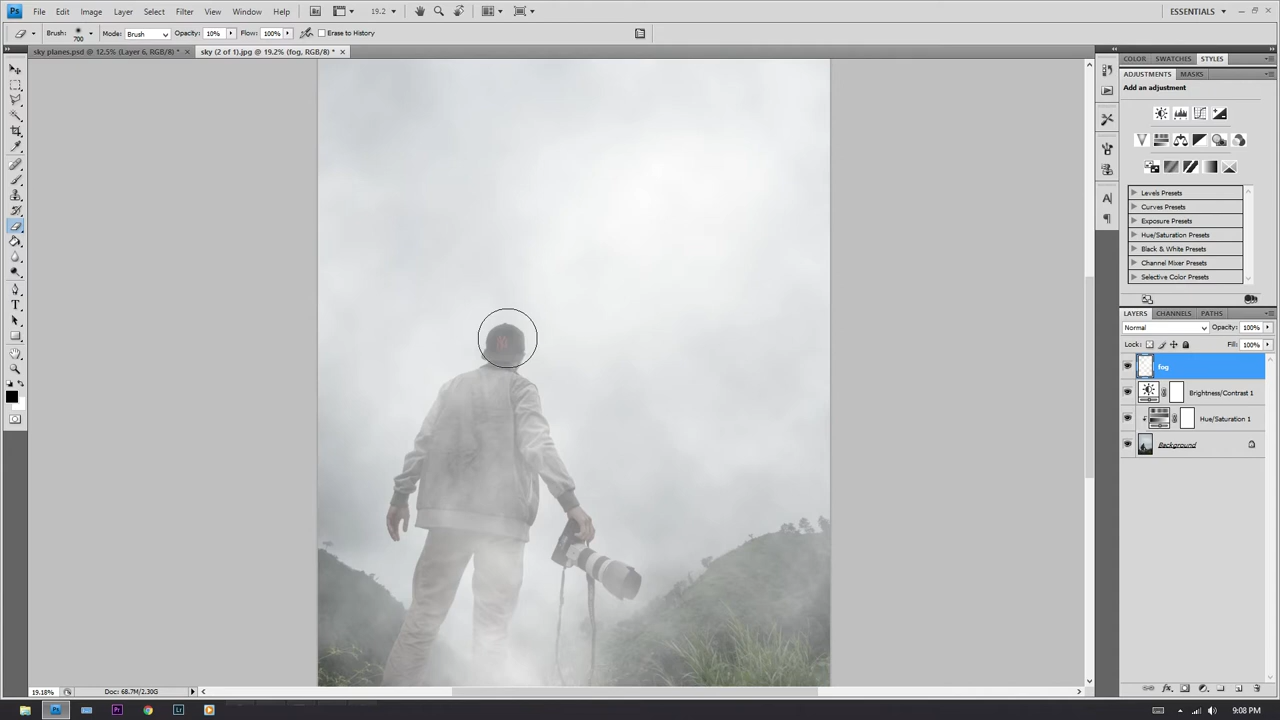 Ps File Edit Image Layer Select Filter View Window Help Br 19.2 ESSENTIALS
Brush: 700 Mode: Brush Opacity: 10% Flow: 100% Erase to History
sky planes.psd @ 12.5% (Layer 6, RGB/8) * × sky (2 of 1).jpg @ 19.2% (fog, RGB/8) * ×
COLOR SWATCHES STYLES
ADJUSTMENTS MASKS
Add an adjustment
Levels Presets
Curves Presets
Exposure Presets
Hue/Saturation Presets
Black & White Presets
Channel Mixer Presets
Selective Color Presets
LAYERS CHANNELS PATHS
Normal Opacity: 100%
Lock: Fill: 100%
fog
Brightness/Contrast 1
Hue/Saturation 1
Background
19.18% Doc: 68.7M/2.30G
9:08 PM